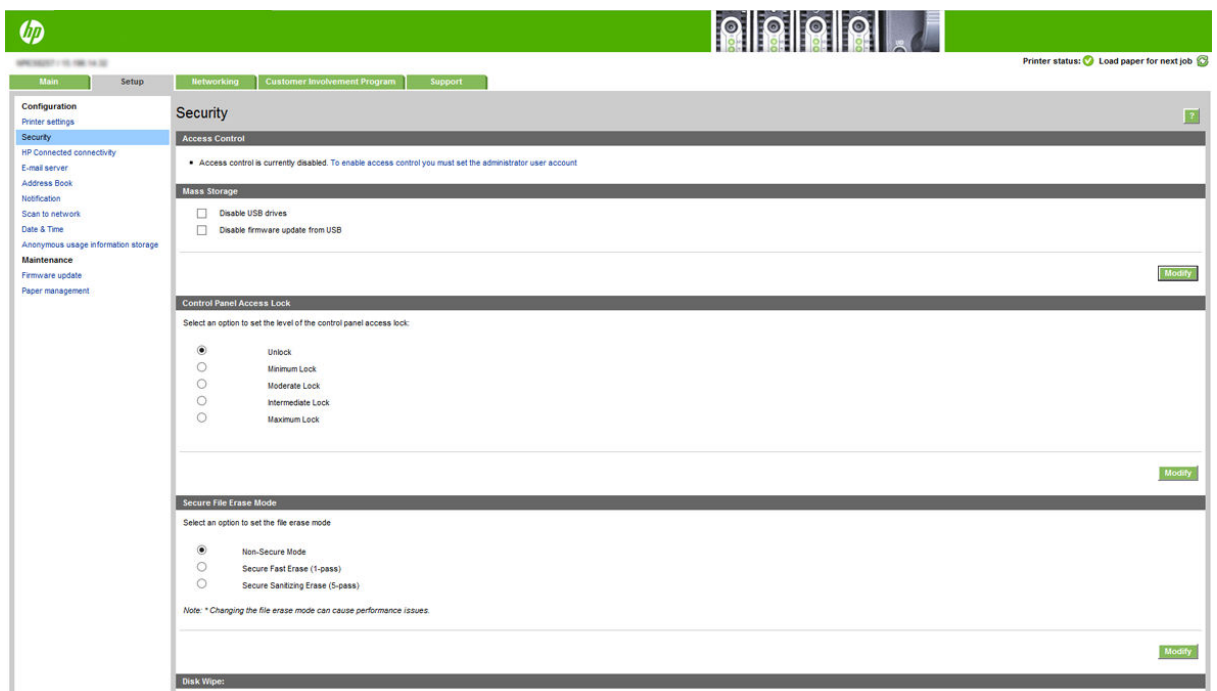 hp
Printer status: Load paper for next job
Main Setup Networking Customer Involvement Program Support
Configuration
Printer settings
Security
HP Connected connectivity
E-mail server
Address Book
Notification
Scan to network
Date & Time
Anonymous usage information storage
Maintenance
Firmware update
Paper management
Security
?
Access Control
Access control is currently disabled. To enable access control you must set the administrator user account
Mass Storage
Disable USB drives
Disable firmware update from USB
Modify
Control Panel Access Lock
Select an option to set the level of the control panel access lock:
Unlock
Minimum Lock
Moderate Lock
Intermediate Lock
Maximum Lock
Modify
Secure File Erase Mode
Select an option to set the file erase mode
Non-Secure Mode
Secure Fast Erase (1-pass)
Secure Sanitizing Erase (5-pass)
Note: * Changing the file erase mode can cause performance issues.
Modify
Disk Wipe: